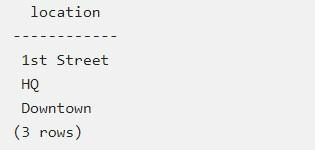 location
------------
1st Street
HQ
Downtown
(3 rows)